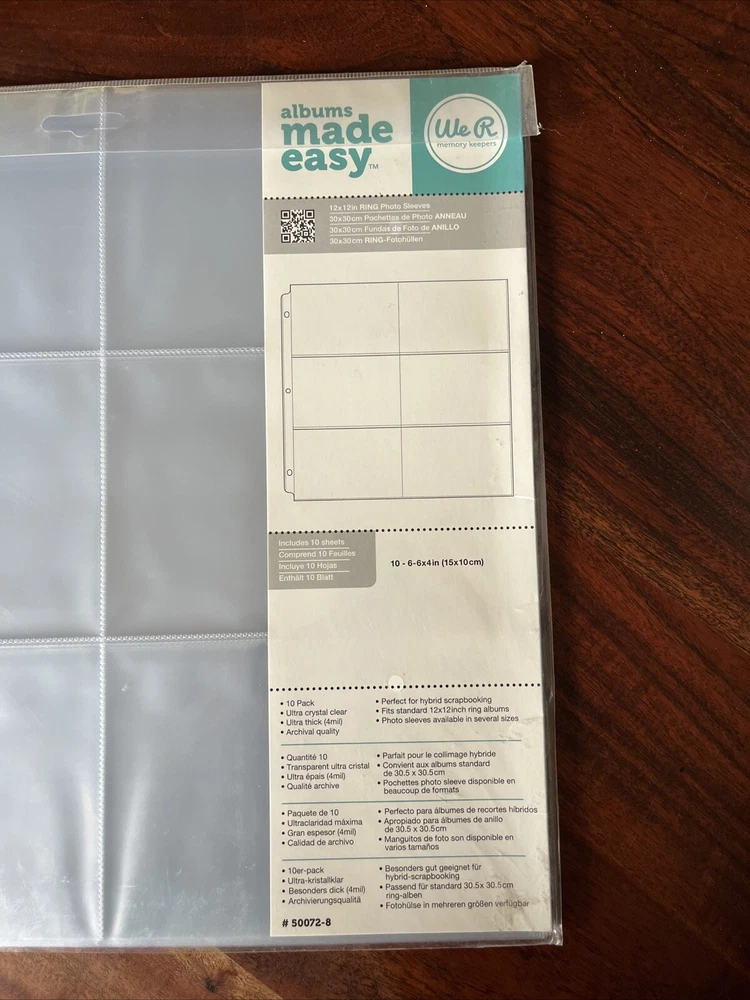 albums
made
easy™
We R
memory keepers
12x12in RING Photo Sleeves
30x30cm Pochettes de Photo ANNEAU
30x30cm Fundas de Foto de ANILLO
30x30cm RING-Fotohüllen
Includes 10 sheets
Comprend 10 Feuilles
Incluye 10 Hojas
Enthält 10 Blatt
10 - 6-6x4in (15x10cm)
• 10 Pack
• Ultra crystal clear
• Ultra thick (4mil)
• Archival quality
• Perfect for hybrid scrapbooking
• Fits standard 12x12inch ring albums
• Photo sleeves available in several sizes
• Quantité 10
• Transparent ultra cristal
• Ultra épais (4mil)
• Qualité archive
• Parfait pour le collimage hybride
• Convient aux albums standard
de 30.5 x 30.5cm
• Pochettes photo sleeve disponible en
beaucoup de formats
• Paquete de 10
• Ultraclaridad máxima
• Gran espesor (4mil)
• Calidad de archivo
• Perfecto para álbumes de recortes híbridos
• Apropiado para álbumes de anillo
de 30.5 x 30.5cm
• Manguitos de foto son disponible en
varios tamaños
• 10er-pack
• Ultra-kristallklar
• Besonders dick (4mil)
• Archivierungsqualitå
• Besonders gut geeignet für
hybrid-scrapbooking
• Passend für standard 30.5x 30.5cm
ring-alben
• Fotohülse in mehreren größen verfügbar
# 50072-8